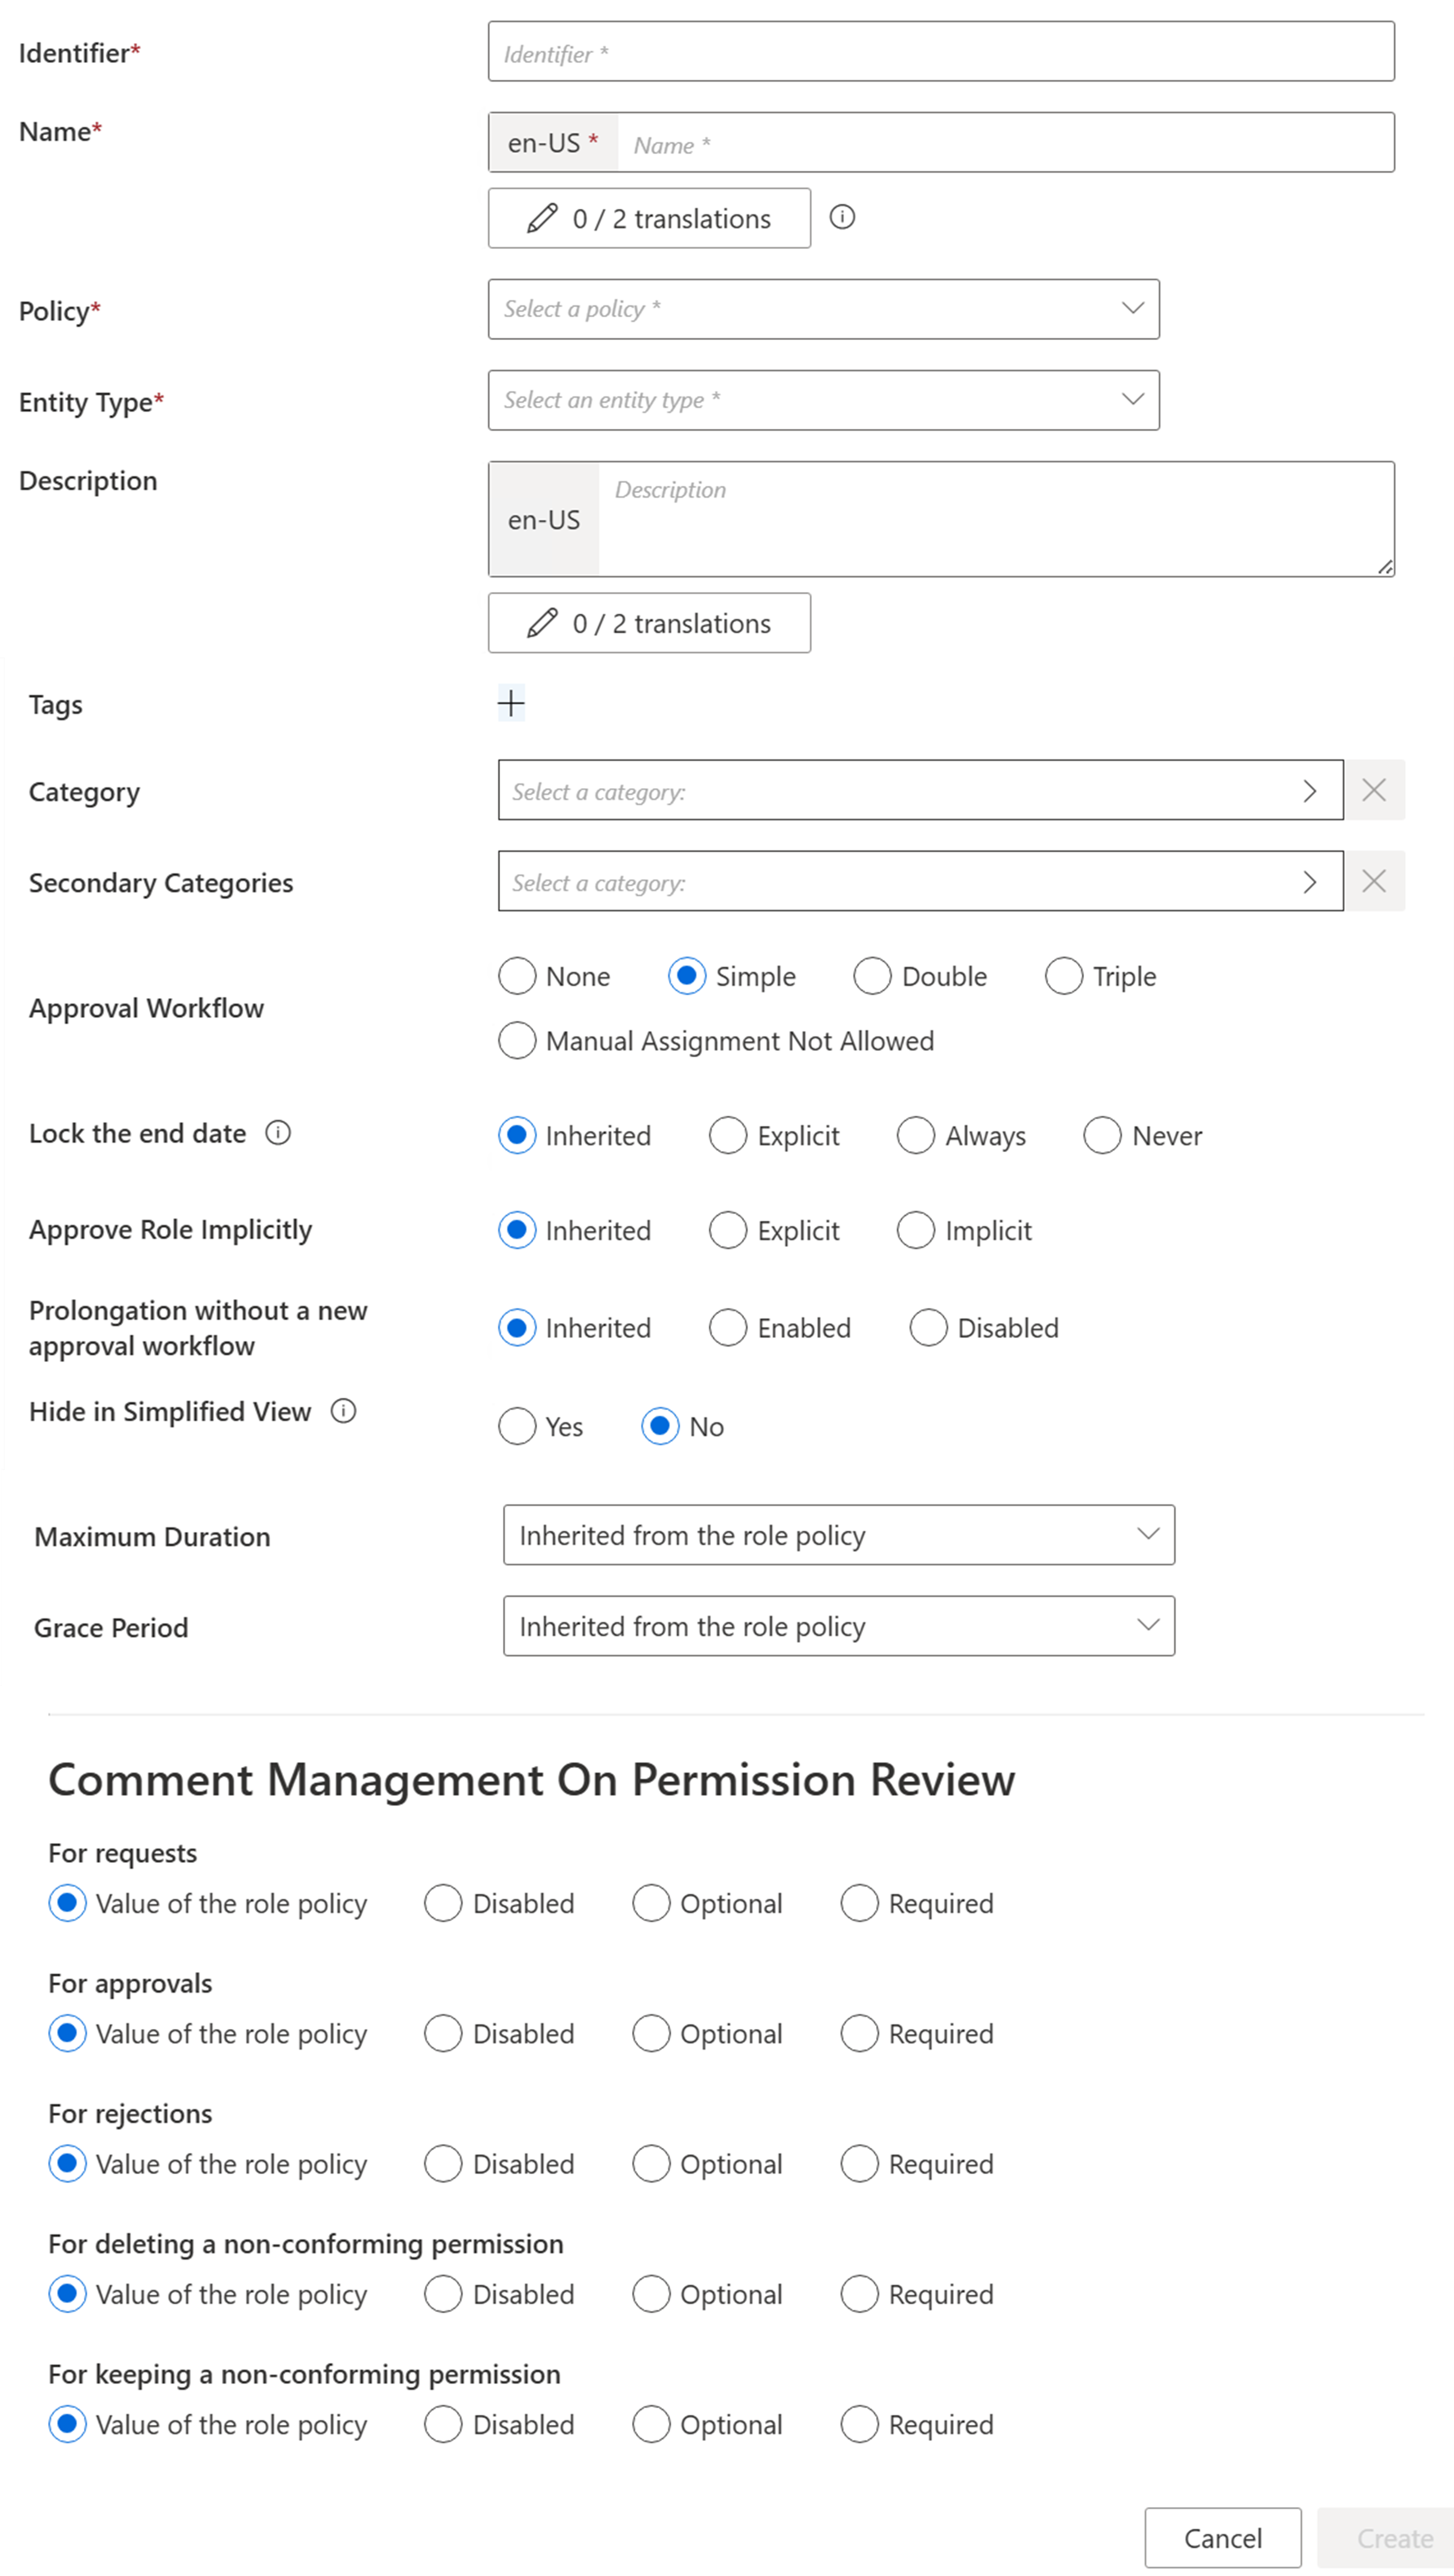 Identifier*
Identifier *
Name*
en-US * Name *
0 / 2 translations
Policy*
Select a policy *
Entity Type*
Select an entity type *
Description
en-US
Description
0 / 2 translations
Tags
Category
Select a category:
Secondary Categories
Select a category:
Approval Workflow
None Simple Double Triple
Manual Assignment Not Allowed
Lock the end date
Inherited Explicit Always Never
Approve Role Implicitly
Inherited Explicit Implicit
Prolongation without a new
approval workflow
Inherited Enabled Disabled
Hide in Simplified View
Yes No
Maximum Duration
Inherited from the role policy
Grace Period
Inherited from the role policy
Comment Management On Permission Review
For requests
Value of the role policy Disabled Optional Required
For approvals
Value of the role policy Disabled Optional Required
For rejections
Value of the role policy Disabled Optional Required
For deleting a non-conforming permission
Value of the role policy Disabled Optional Required
For keeping a non-conforming permission
Value of the role policy Disabled Optional Required
Cancel Create